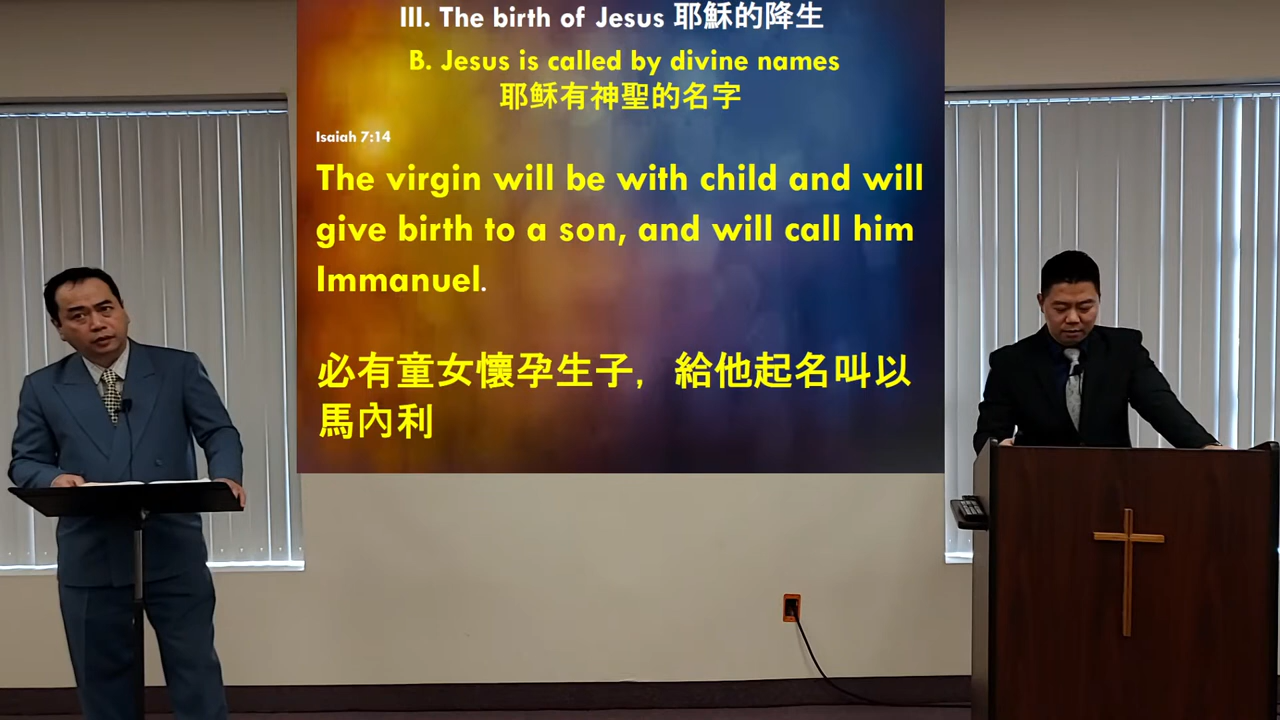 III. The birth of Jesus 耶穌的降生
B. Jesus is called by divine names
耶稣有神聖的名字
Isaiah 7:14
The virgin will be with child and will
give birth to a son, and will call him
Immanuel.
必有童女懷孕生子，給他起名叫以
馬內利